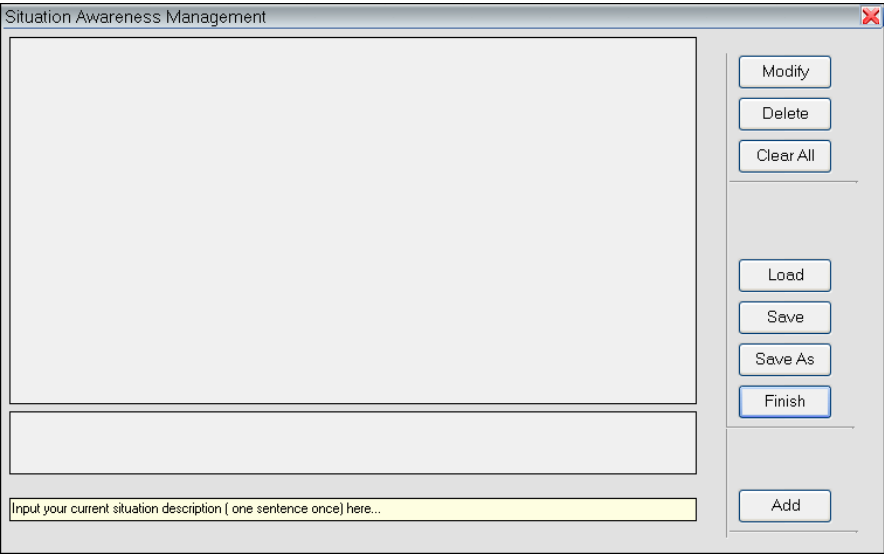 Situation Awareness Management
Modify
Delete
Clear All
Load
Save
Save As
Finish
Input your current situation description ( one sentence once) here...
Add